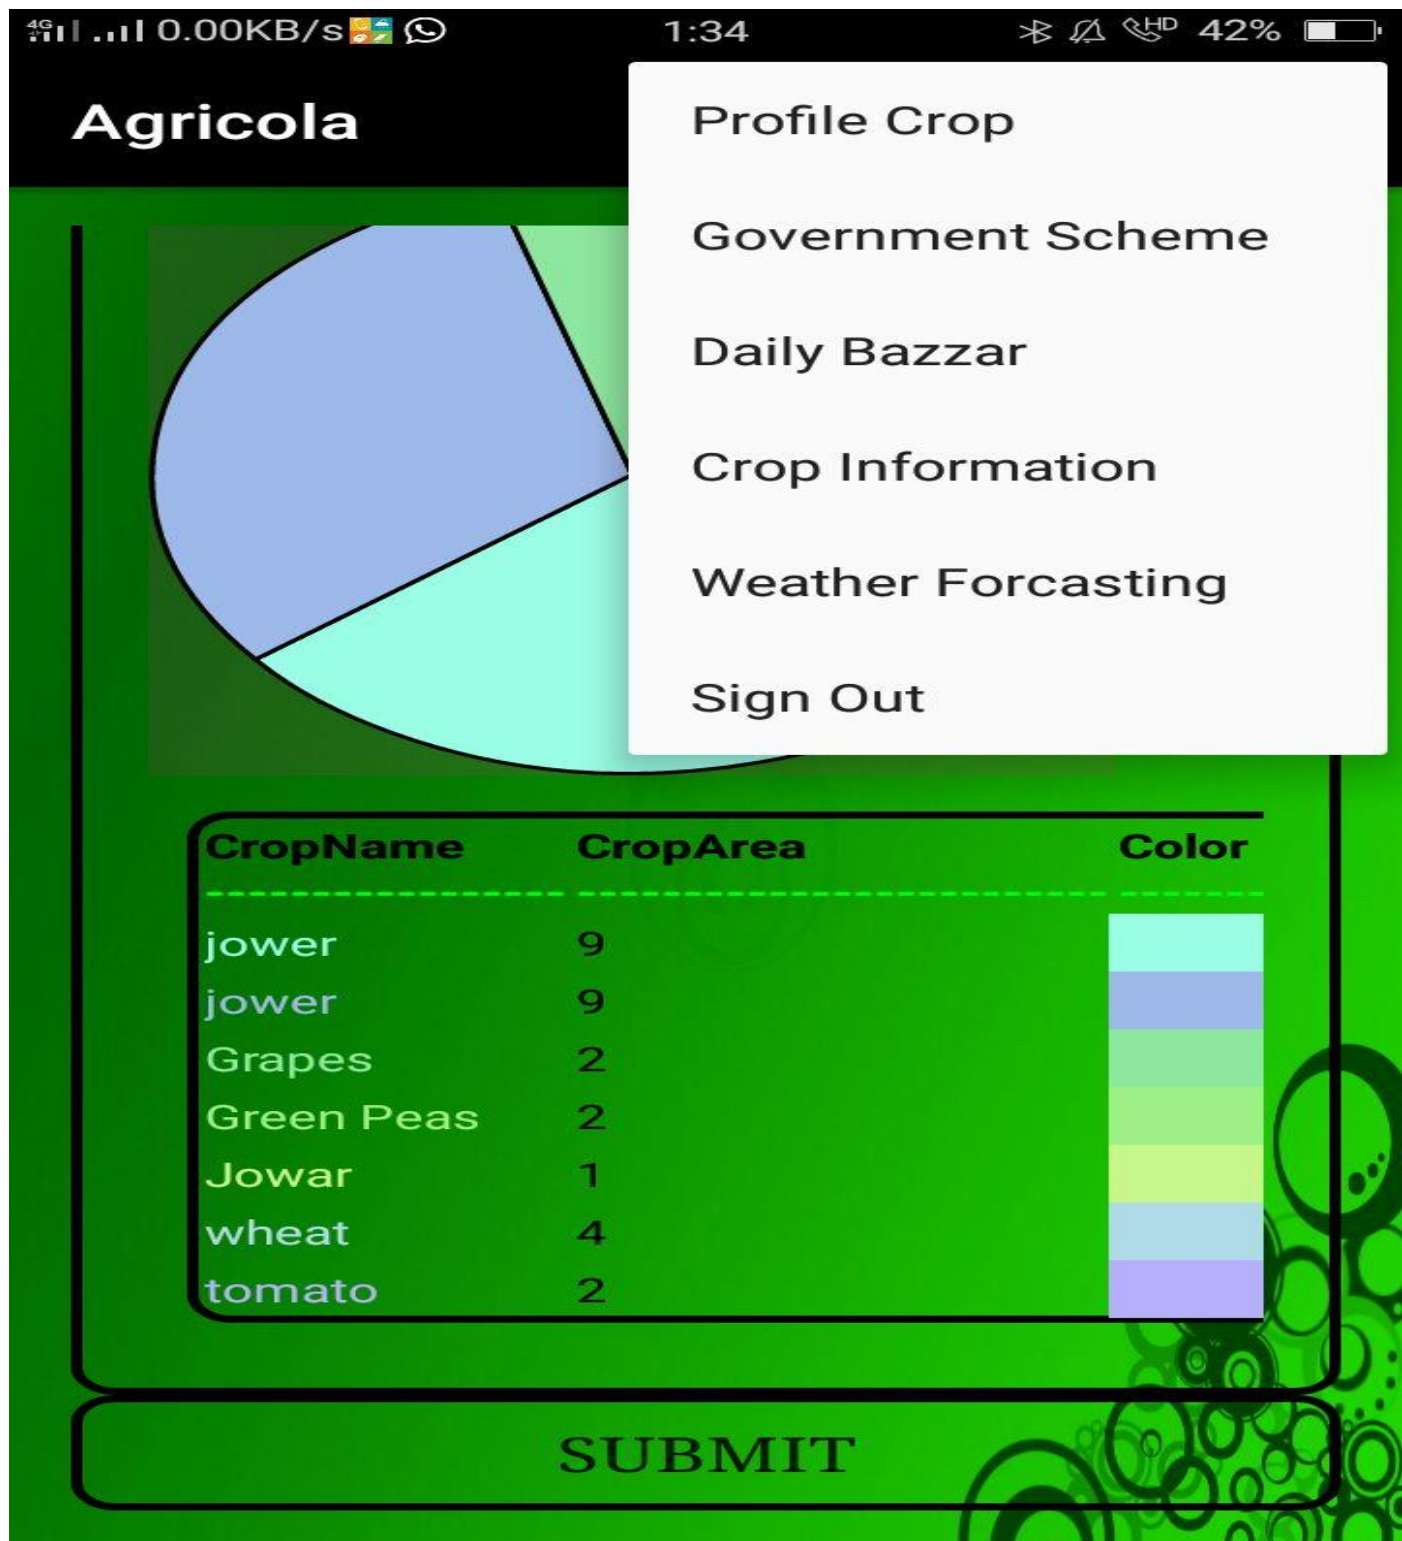 4G 0.00KB/s 1:34 HD 42%
Agricola
Profile Crop
Government Scheme
Daily Bazzar
Crop Information
Weather Forcasting
Sign Out
CropName CropArea Color
jower 9
jower 9
Grapes 2
Green Peas 2
Jowar 1
wheat 4
tomato 2
SUBMIT